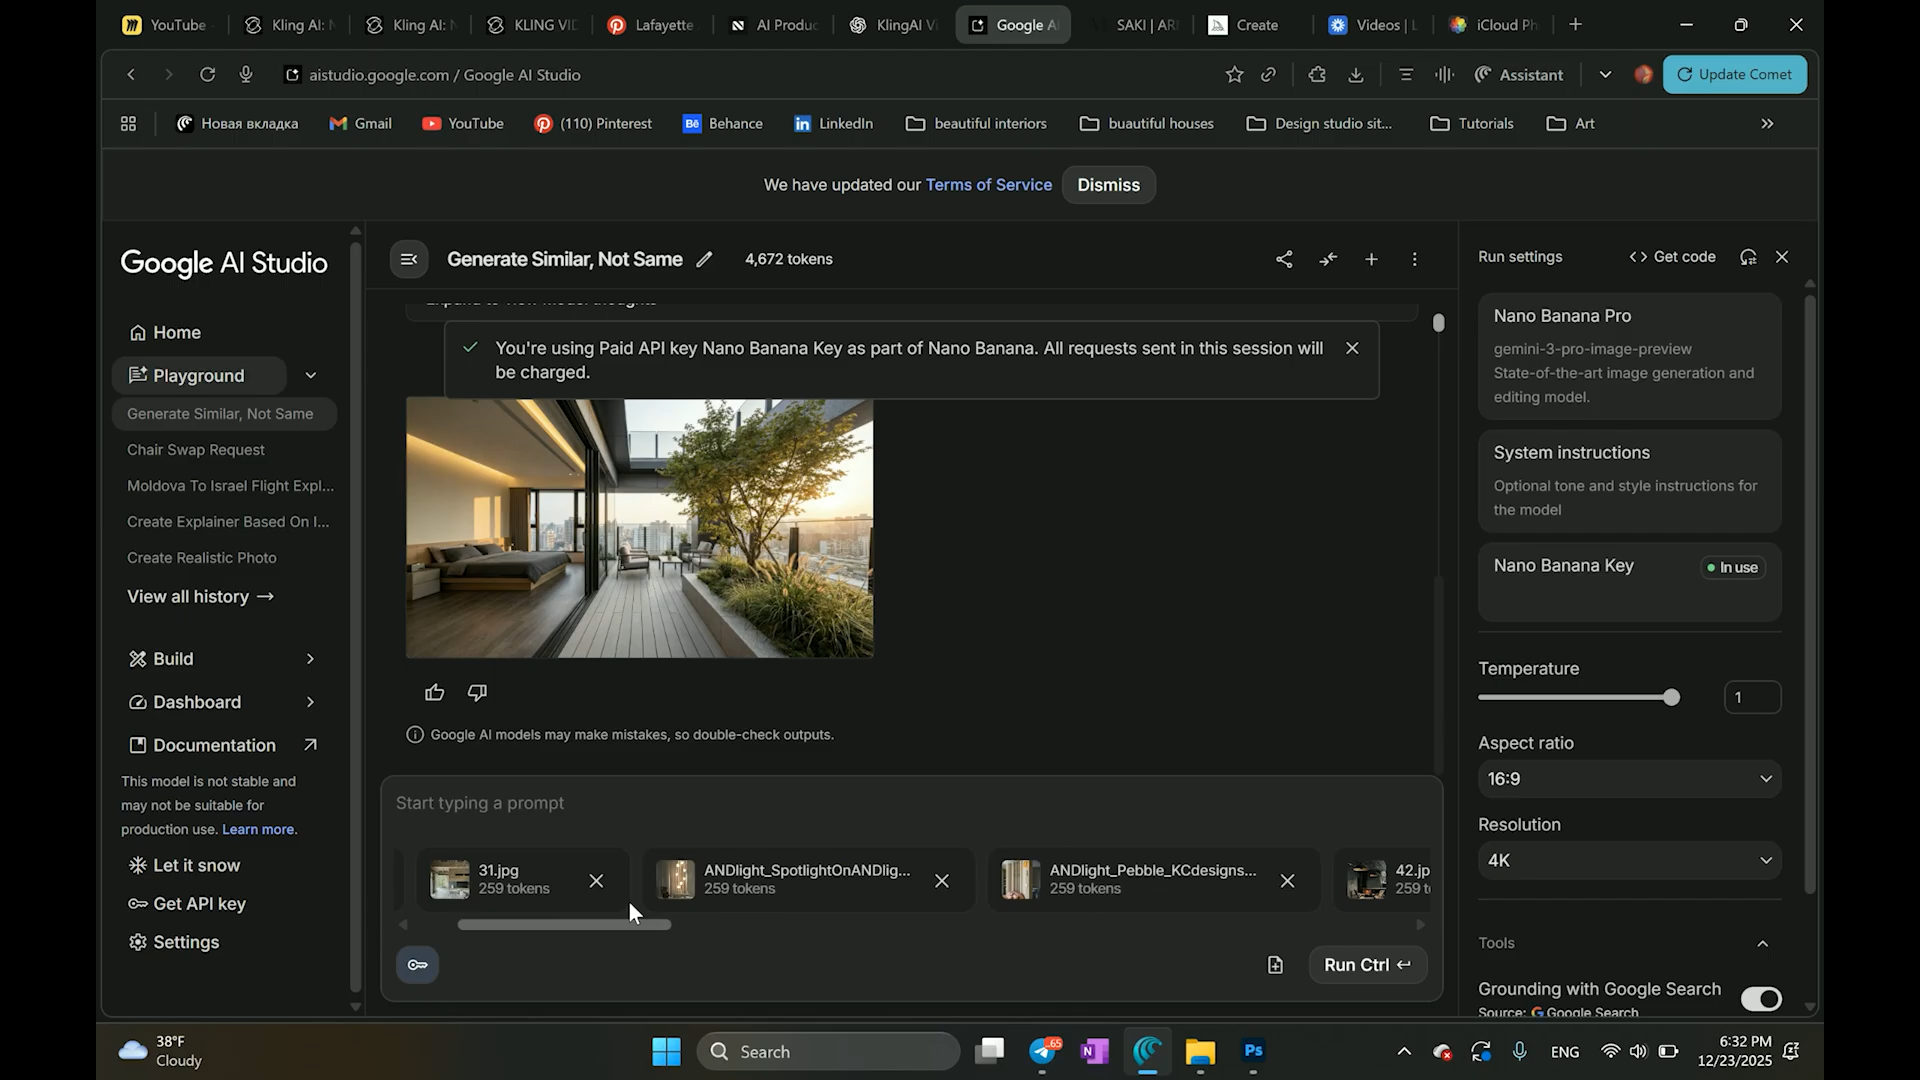 YouTube
Kling AI: N
Kling AI: N
KLING VID
Lafayette
AI Produc
KlingAI Vi
Google AI
SAKI | ARI
Create
Videos | L
iCloud Ph
aistudio.google.com / Google AI Studio
Assistant
Update Comet
Новая вкладка
Gmail
YouTube
(110) Pinterest
Behance
LinkedIn
beautiful interiors
buautiful houses
Design studio sit...
Tutorials
Art
We have updated our Terms of Service
Dismiss
Google AI Studio
Generate Similar, Not Same
4,672 tokens
Run settings
Get code
Home
Playground
Generate Similar, Not Same
Chair Swap Request
Moldova To Israel Flight Expl...
Create Explainer Based On I...
Create Realistic Photo
View all history →
Build
Dashboard
Documentation
This model is not stable and
may not be suitable for
production use. Learn more.
Let it snow
Get API key
Settings
You're using Paid API key Nano Banana Key as part of Nano Banana. All requests sent in this session will
be charged.
Google AI models may make mistakes, so double-check outputs.
Start typing a prompt
31.jpg
259 tokens
ANDlight_SpotlightOnANDlig...
259 tokens
ANDlight_Pebble_KCdesigns...
259 tokens
42.jp
259 t
Run Ctrl
Nano Banana Pro
gemini-3-pro-image-preview
State-of-the-art image generation and
editing model.
System instructions
Optional tone and style instructions for
the model
Nano Banana Key
In use
Temperature
1
Aspect ratio
16:9
Resolution
4K
Tools
Grounding with Google Search
Source: Google Search
38°F
Cloudy
Search
65
N
Ps
ENG
6:32 PM
12/23/2025